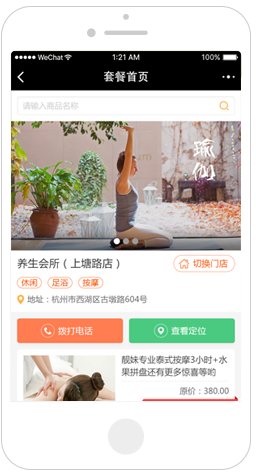 WeChat 1:21 AM 100%
套餐首页
请输入商品名称
瑜伽
养生会所（上塘路店） 切换门店
休闲 足浴 按摩
地址：杭州市西湖区古墩路604号
拨打电话 查看定位
靓妹专业泰式按摩3小时+水
果拼盘还有更多惊喜等哟
原价：380.00